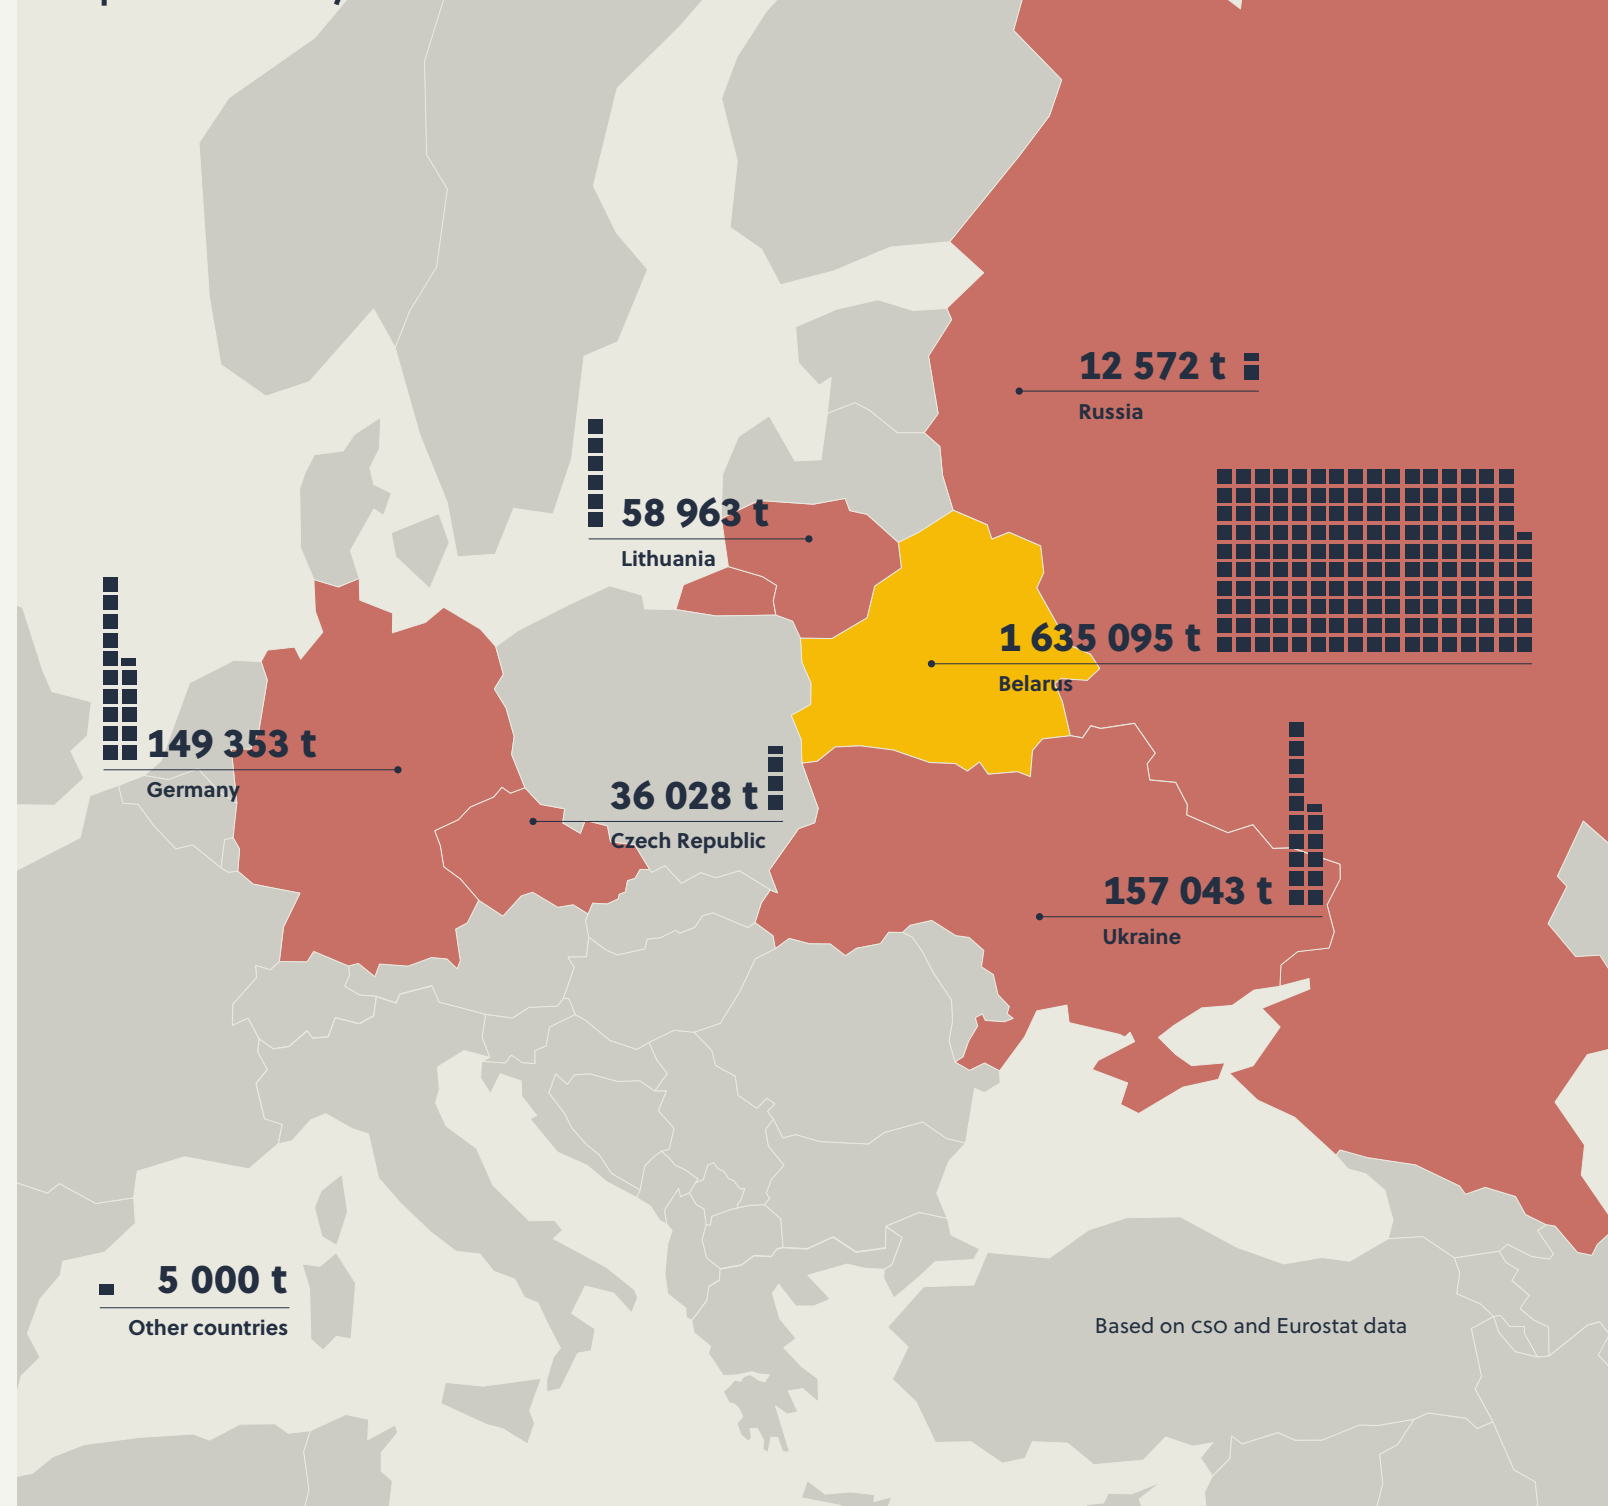 12 572 t
Russia
58 963 t
Lithuania
1 635 095 t
Belarus
149 353 t
Germany
36 028 t
Czech Republic
157 043 t
Ukraine
5 000 t
Other countries
Based on CSO and Eurostat data